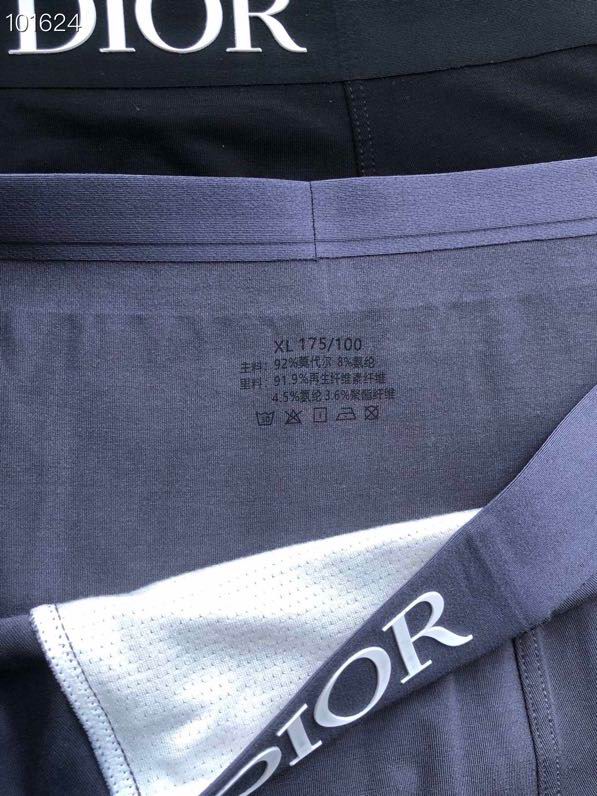 101624
DIOR
XL 175/100
主料: 92%莫代尔 8%氨纶
里料: 91.9%再生纤维素纤维
4.5%氨纶 3.6%聚酯纤维
DIOR